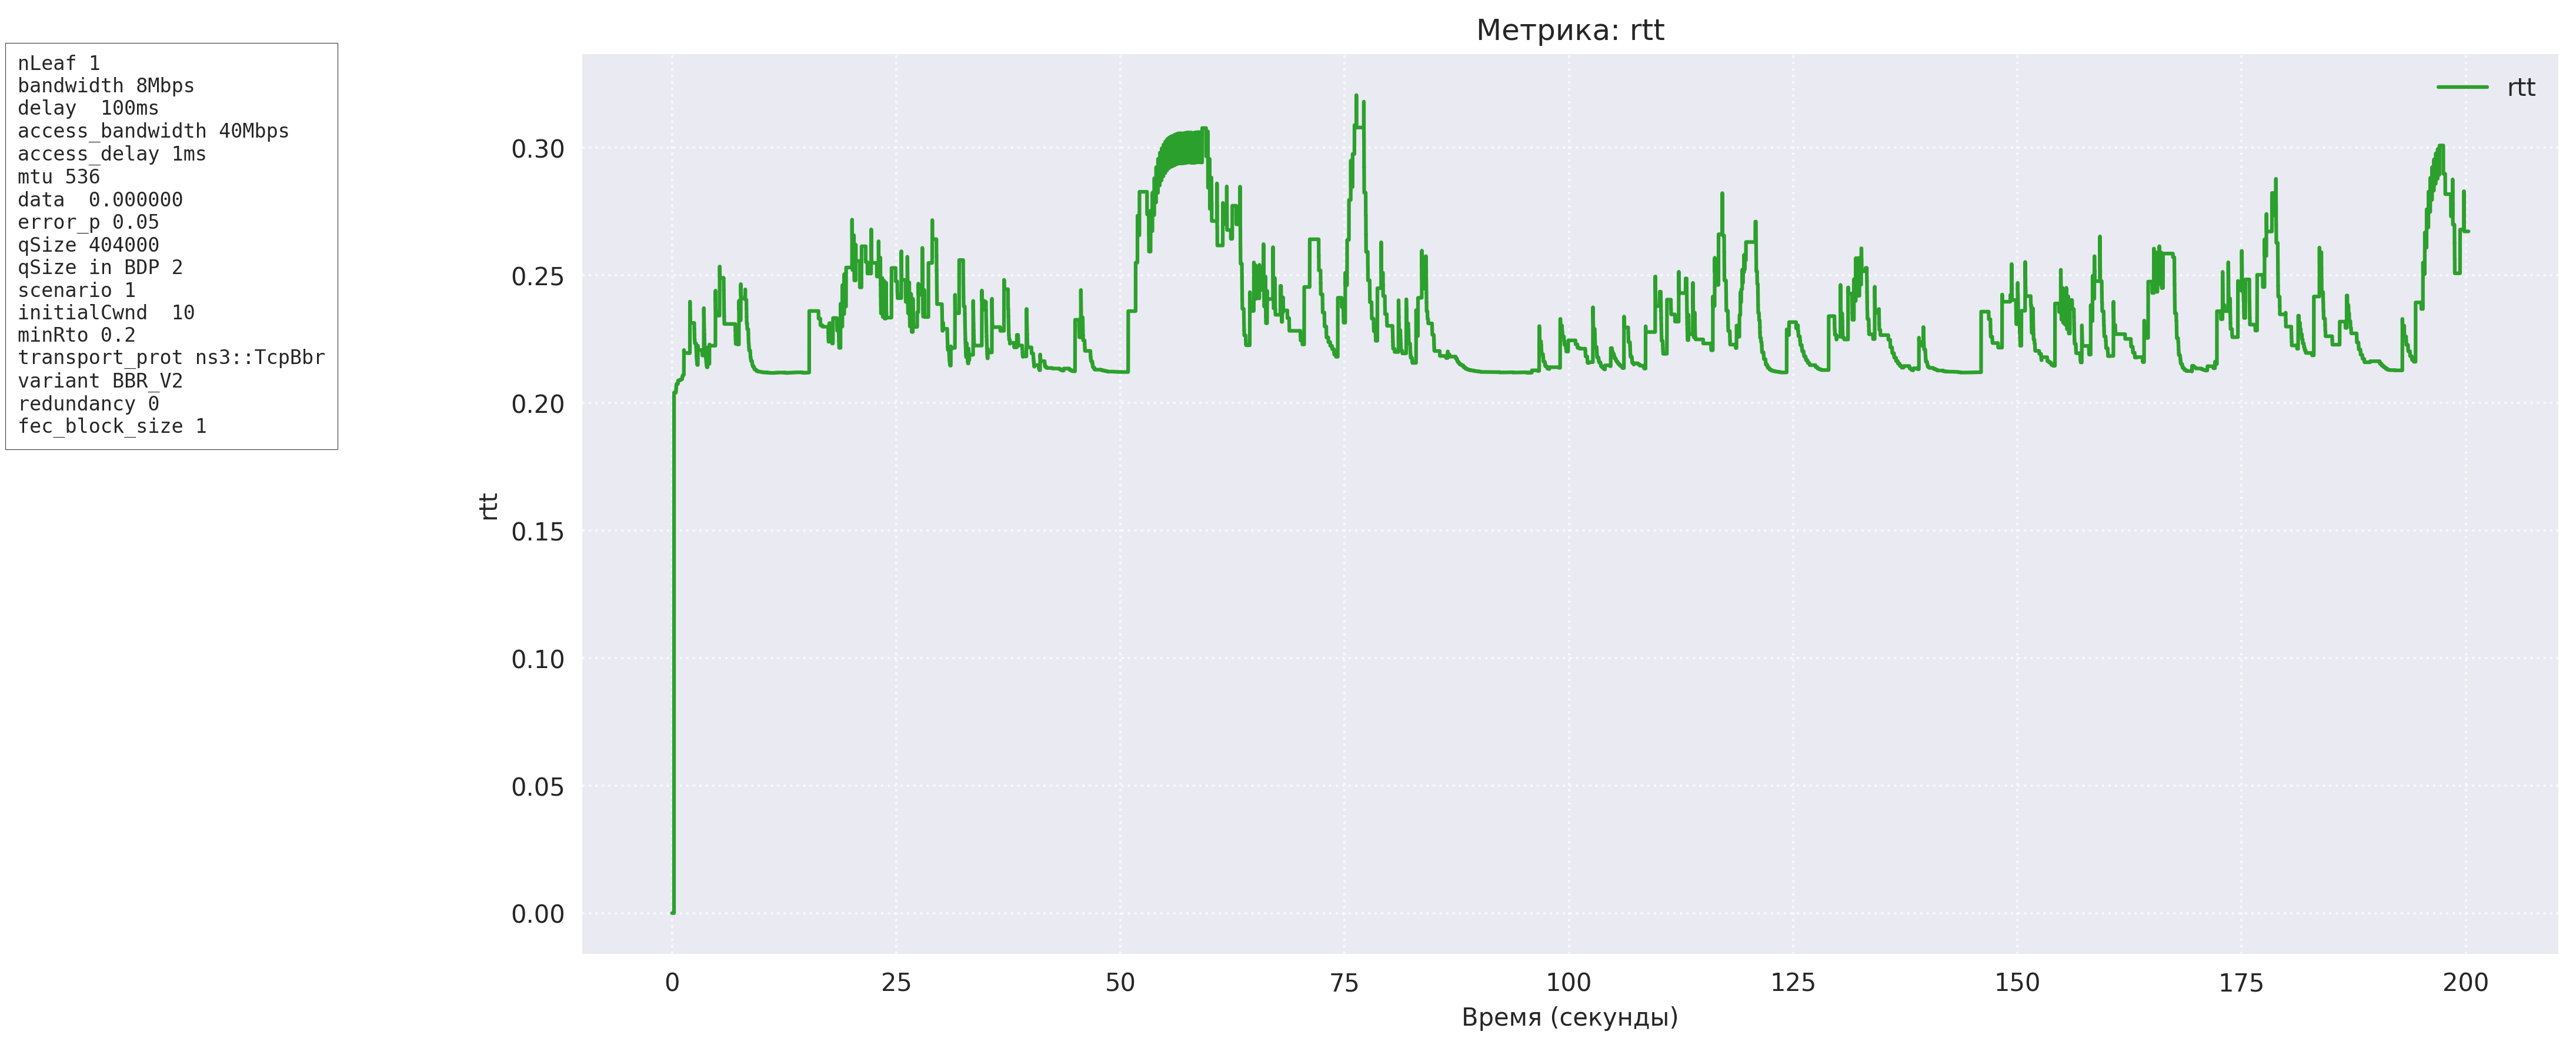 Метрика: rtt
nLeaf 1
bandwidth 8Mbps
delay  100ms
access_bandwidth 40Mbps
access_delay 1ms
mtu 536
data  0.000000
error_p 0.05
qSize 404000
qSize in BDP 2
scenario 1
initialCwnd  10
minRto 0.2
transport_prot ns3::TcpBbr
variant BBR_V2
redundancy 0
fec_block_size 1
rtt
rtt
0.30
0.25
0.20
0.15
0.10
0.05
0.00
0 25 50 75 100 125 150 175 200
Время (секунды)